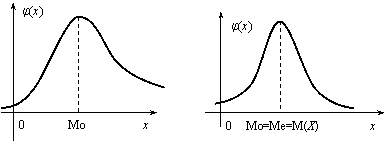 φ(x)
0 Mo x
φ(x)
0 Mo=Me=M(X) x